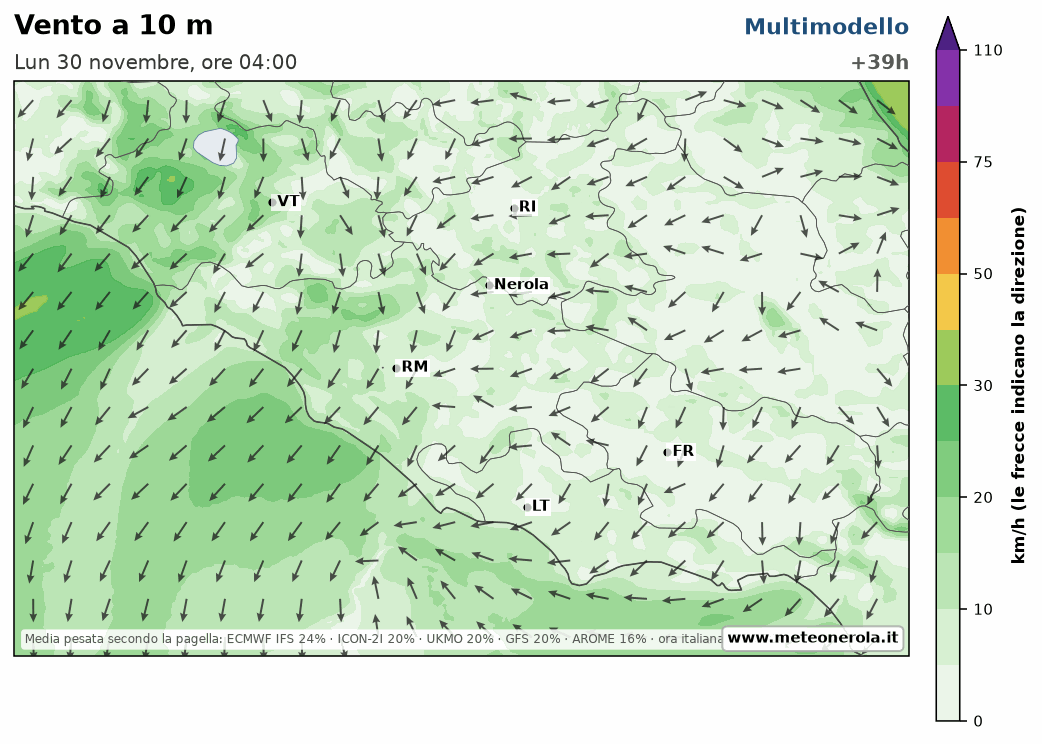 Vento a 10 m
Multimodello
Lun 30 novembre, ore 04:00
+39h
110
75
50
30
20
10
0
km/h (le frecce indicano la direzione)
VT
RI
Nerola
RM
FR
LT
Media pesata secondo la pagella: ECMWF IFS 24% · ICON-2I 20% · UKMO 20% · GFS 20% · AROME 16% · ora italiana
www.meteonerola.it